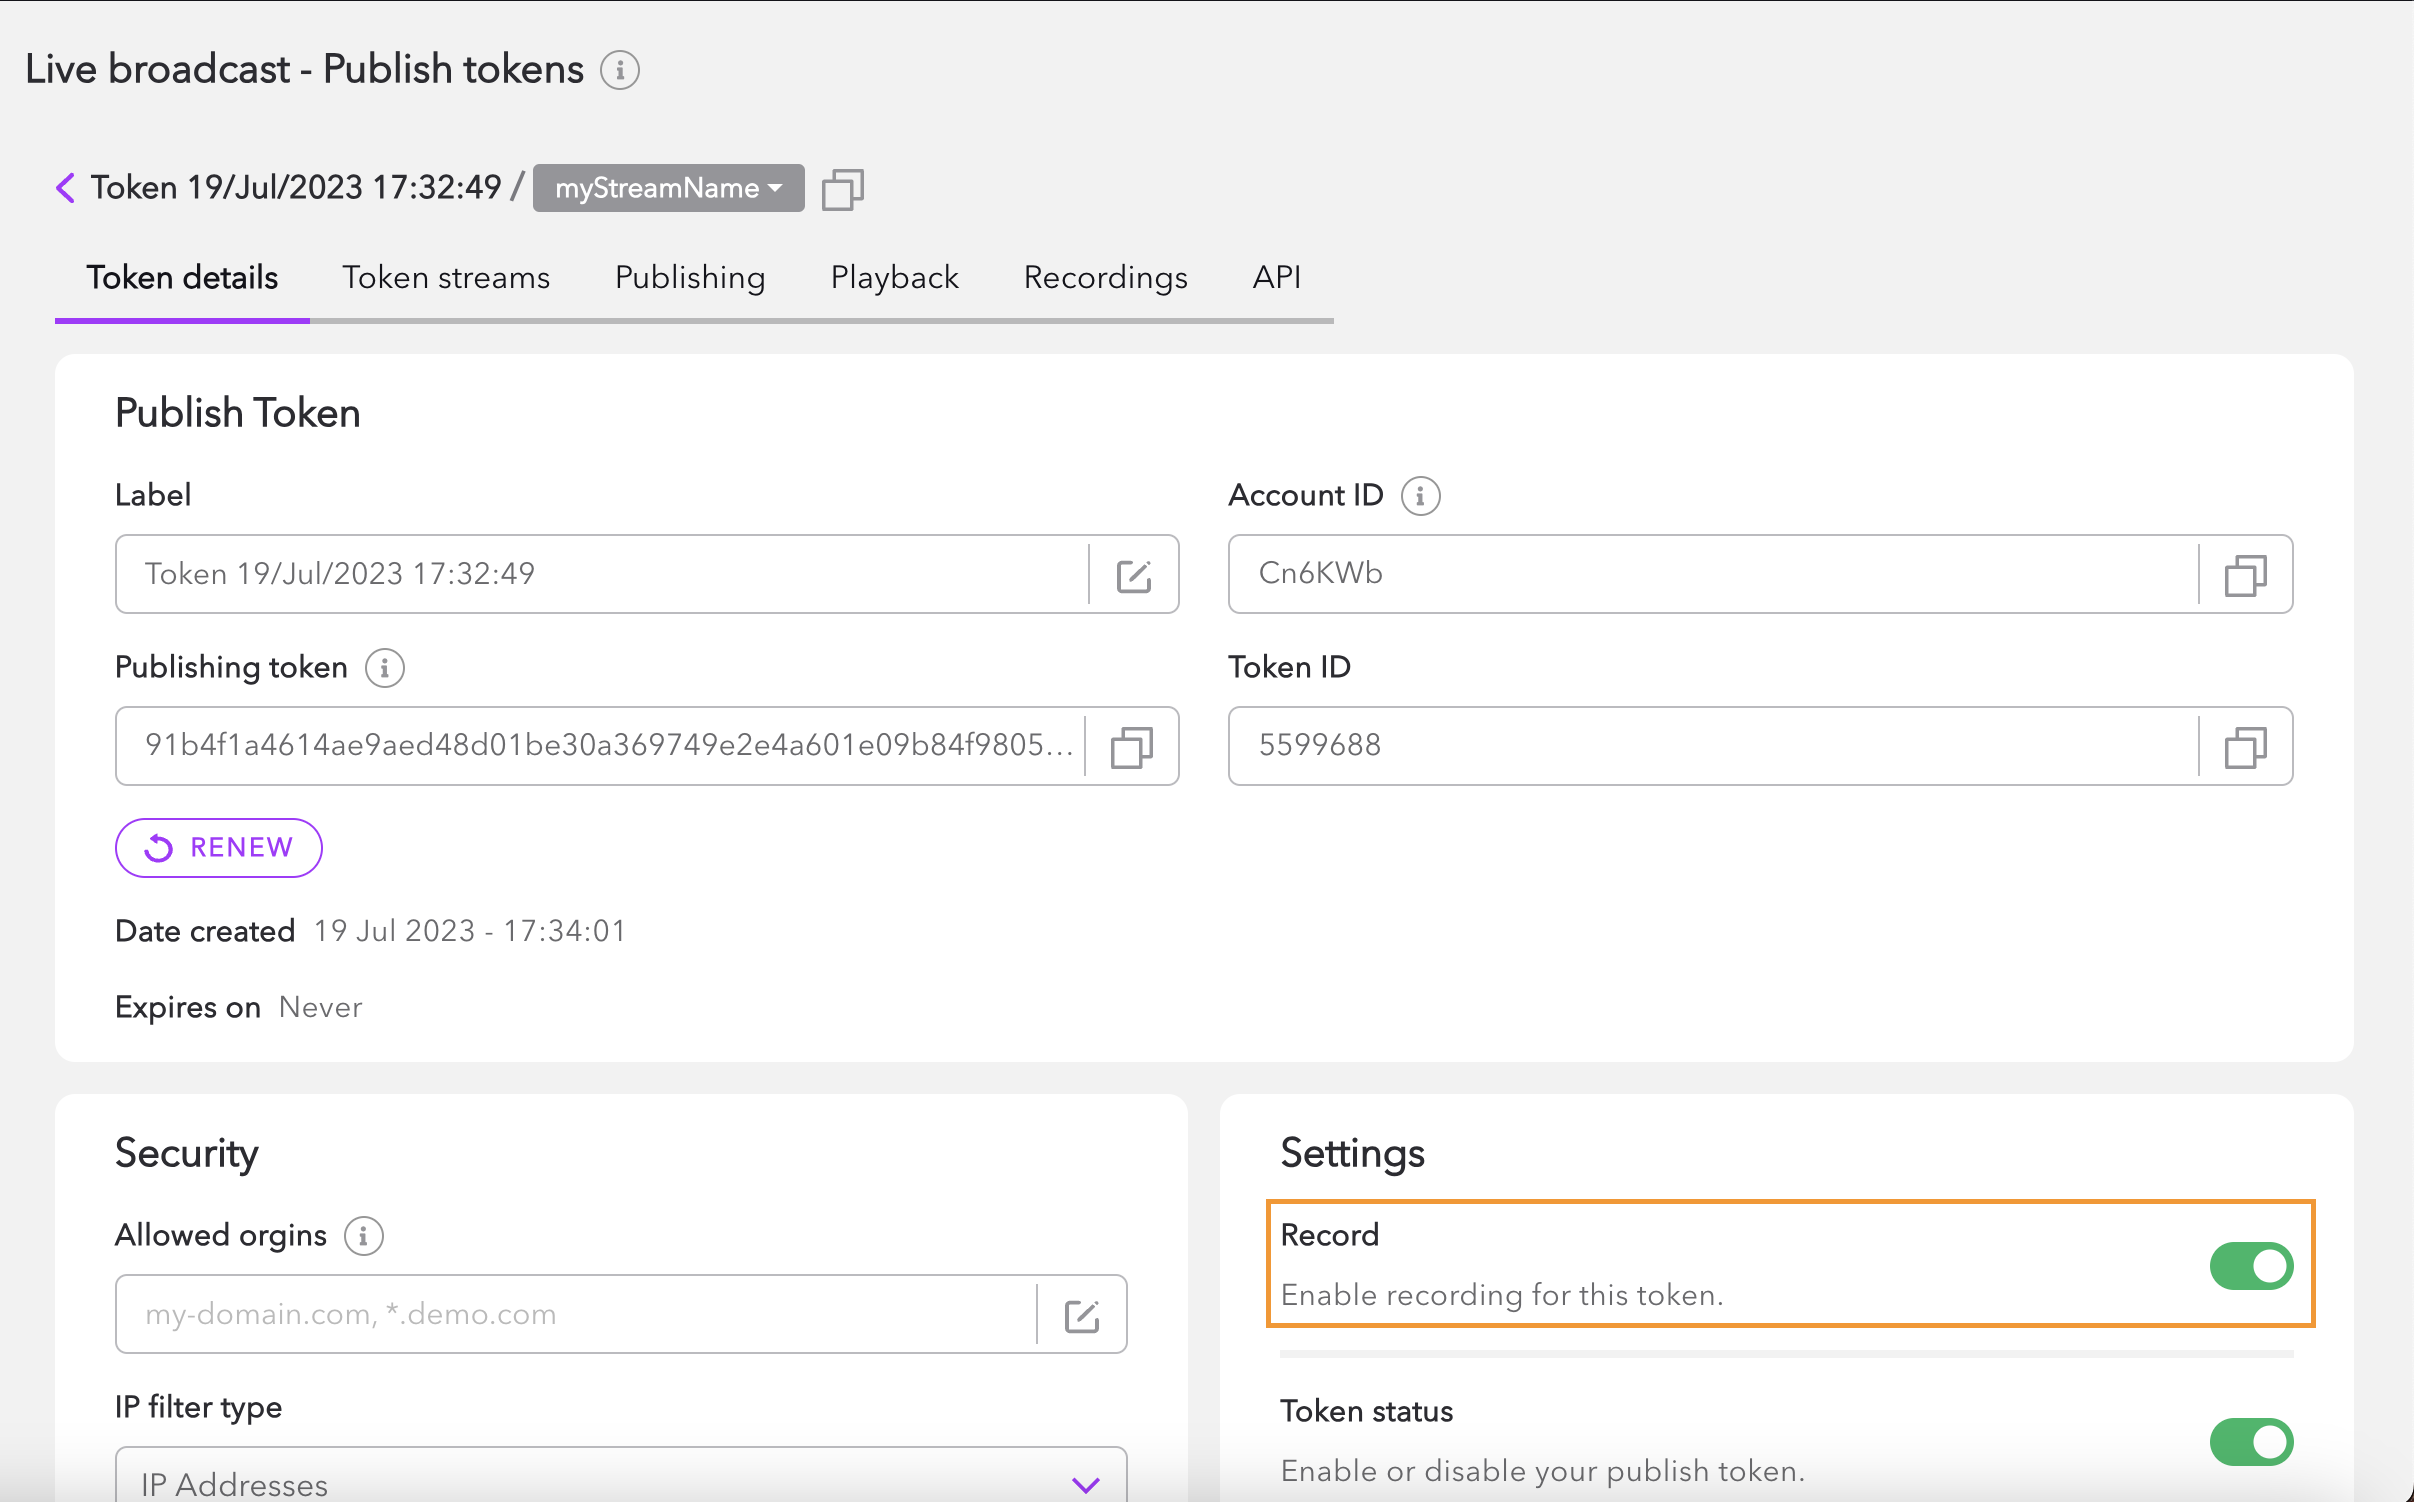 Live broadcast - Publish tokens
Token 19/Jul/2023 17:32:49 / myStreamName
Token details Token streams Publishing Playback Recordings API
Publish Token
Label
Account ID
Token 19/Jul/2023 17:32:49
Cn6KWb
Publishing token
Token ID
91b4f1a4614ae9aed48d01be30a369749e2e4a601e09b84f9805...
5599688
RENEW
Date created 19 Jul 2023 - 17:34:01
Expires on Never
Security
Allowed orgins
my-domain.com, *.demo.com
IP filter type
IP Addresses
Settings
Record
Enable recording for this token.
Token status
Enable or disable your publish token.